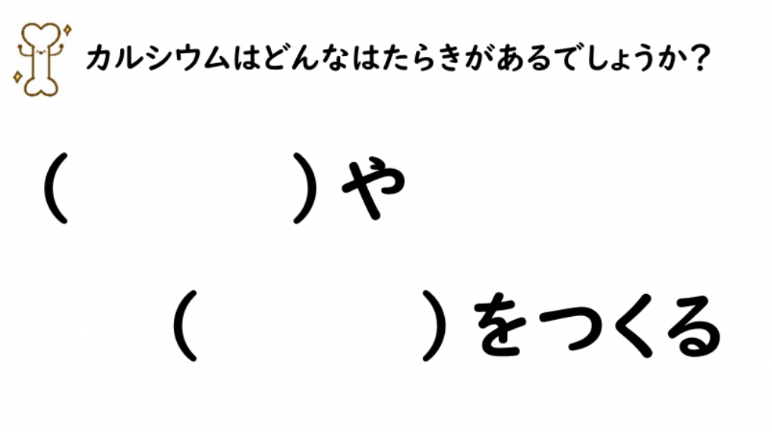 カルシウムはどんなはたらきがあるでしょうか？
（　　　　　）や
（　　　　　）をつくる